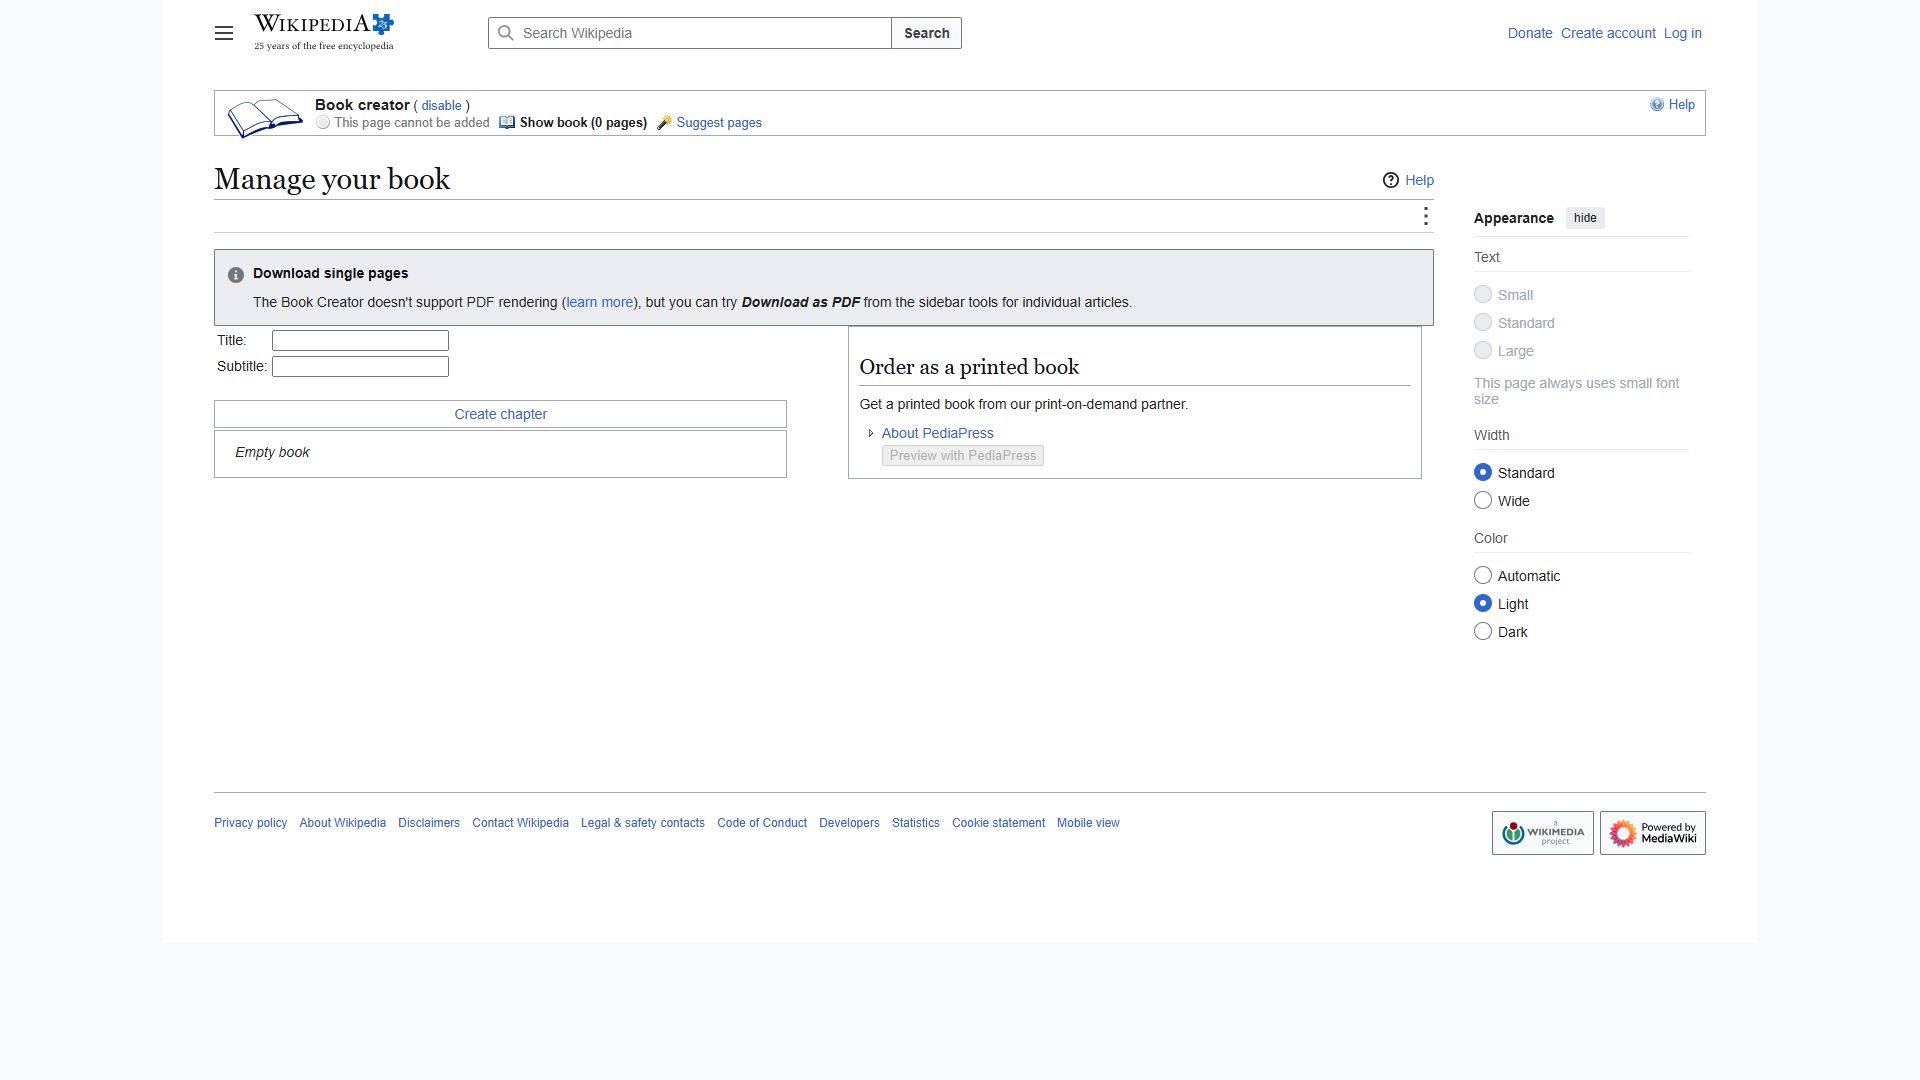 WIKIPEDIA 25
25 years of the free encyclopedia
Search Wikipedia
Search
Donate Create account Log in
Book creator ( disable )
Help
This page cannot be added Show book (0 pages) Suggest pages
Manage your book
Help
Download single pages
The Book Creator doesn't support PDF rendering (learn more), but you can try Download as PDF from the sidebar tools for individual articles.
Title:
Subtitle:
Create chapter
Empty book
Order as a printed book
Get a printed book from our print-on-demand partner.
About PediaPress
Preview with PediaPress
Appearance hide
Text
Small
Standard
Large
This page always uses small font
size
Width
Standard
Wide
Color
Automatic
Light
Dark
Privacy policy About Wikipedia Disclaimers Contact Wikipedia Legal & safety contacts Code of Conduct Developers Statistics Cookie statement Mobile view
a
WIKIMEDIA
project
Powered by
MediaWiki